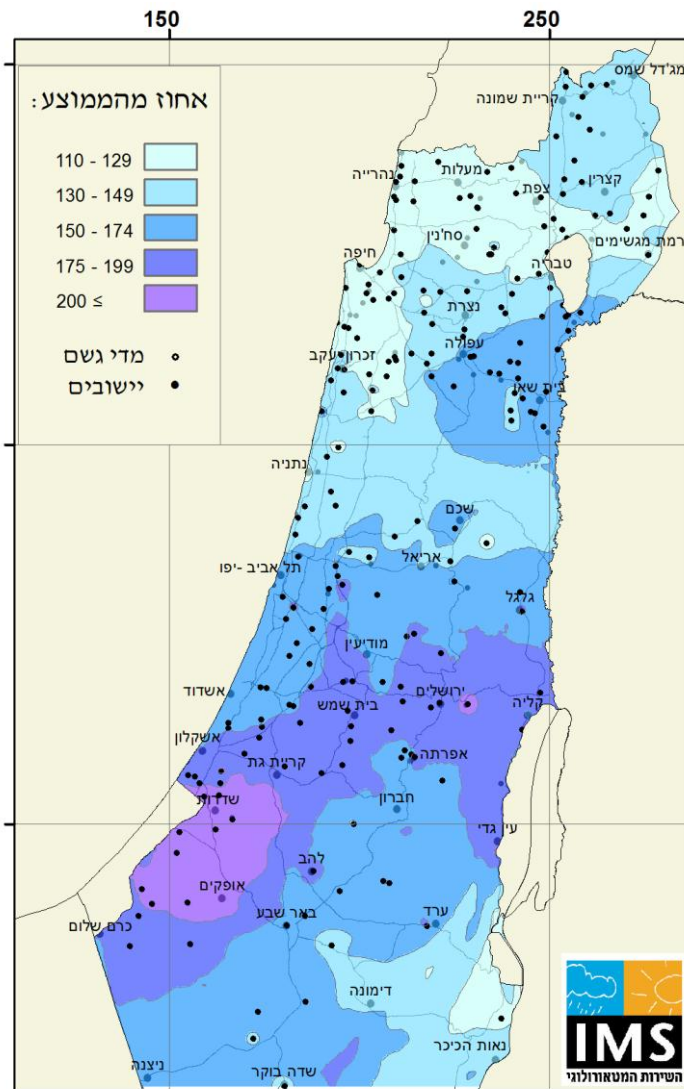 150 250
אחוז מהממוצע:
110 - 129
130 - 149
150 - 174
175 - 199
200 ≤
מדי גשם
יישובים
מג'דל שמס
קריית שמונה
נהרייה
מעלות
צפת
קצרין
סח'נין
רמת מגשימים
חיפה
טבריה
נצרת
עפולה
זכרון יעקב
בית שאן
נתניה
שכם
אריאל
תל אביב -יפו
גלגל
מודיעין
ירושלים
אשדוד
בית שמש
קליה
אשקלון
אפרתה
קריית גת
שדרות
חברון
עין גדי
להב
אופקים
באר שבע
ערד
כרם שלום
דימונה
נאות הכיכר
ניצנה
שדה בוקר
IMS
השירות המטאורולוגי